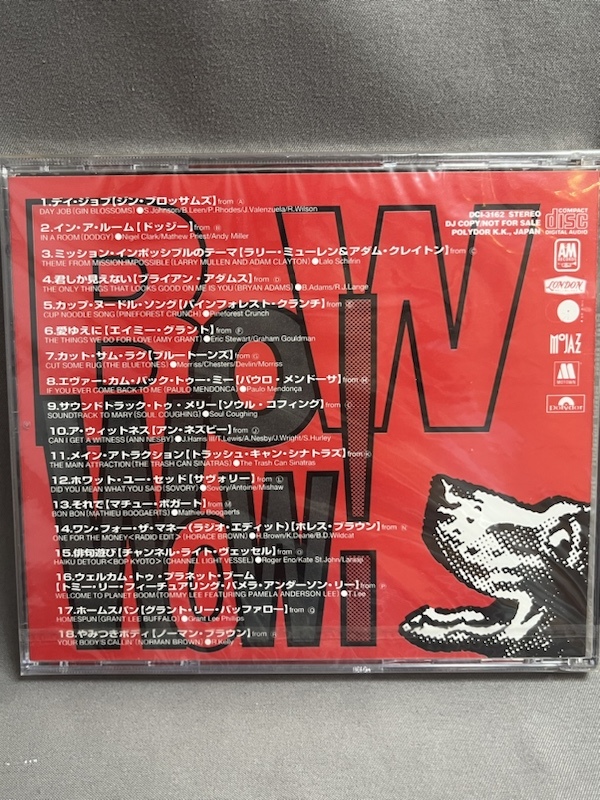 1.デイ・ジョブ【ジン・ブロッサムズ】from Ⓐ
DAY JOB (GIN BLOSSOMS) ●S.Johnson/B.Leen/P.Rhodes/J.Valenzuela/R.Wilson
2.イン・ア・ルーム【ドッジー】from Ⓑ
IN A ROOM (DODGY) ●Nigel Clark/Mathew Priest/Andy Miller
3.ミッション・インポッシブルのテーマ【ラリー・ミューレン&アダム・クレイトン】from Ⓒ
THEME FROM MISSION:IMPOSSIBLE (LARRY MULLEN AND ADAM CLAYTON) ●Lalo Schifrin
4.君しか見えない【ブライアン・アダムス】from Ⓓ
THE ONLY THINGS THAT LOOKS GOOD ON ME IS YOU (BRYAN ADAMS) ●B.Adams/R.J.Lange
5.カップ・ヌードル・ソング【パインフォレスト・クランチ】from Ⓔ
CUP NOODLE SONG (PINEFOREST CRUNCH) ●Pineforest Crunch
6.愛ゆえに【エイミー・グラント】from Ⓕ
THE THINGS WE DO FOR LOVE (AMY GRANT) ●Eric Stewart/Graham Gouldman
7.カット・サム・ラグ【ブルートーンズ】from Ⓖ
CUT SOME RUG (THE BLUETONES) ●Morriss/Chesters/Devlin/Morriss
8.エヴァー・カム・バック・トゥー・ミー【パウロ・メンドーサ】from Ⓗ
IF YOU EVER COME BACK TO ME (PAULO MENDONCA) ●Paulo Mendonça
9.サウンドトラック・トゥ・メリー【ソウル・コフィング】from
SOUNDTRACK TO MARY (SOUL COUGHING) ●Soul Coughing
10.ア・ウィットネス【アン・ネスビー】from Ⓙ
CAN I GET A WITNESS (ANN NESBY) ●J.Harris III/T.Lewis/A.Nesby/J.Wright/S.Hurley
11.メイン・アトラクション【トラッシュ・キャン・シナトラズ】from Ⓚ
THE MAIN ATTRACTION (THE TRASH CAN SINATRAS) ●The Trash Can Sinatras
12.ホワット・ユー・セッド【サヴォリー】from Ⓛ
DID YOU MEAN WHAT YOU SAID (SOVORY) ●Sovory/Antoine/Mishaw
13.それて【マチュー・ボガート】from Ⓜ
BON BON (MATHIEU BOOGAERTS) ●Mathieu Boogaerts
14.ワン・フォー・ザ・マネー(ラジオ・エディット)【ホレス・ブラウン】from Ⓝ
ONE FOR THE MONEY <RADIO EDIT> (HORACE BROWN) ●H.Brown/K.Deane/B.D.Wildcat
15.俳句遊び【チャンネル・ライト・ヴェッセル】from Ⓞ
HAIKU DETOUR <BOP KYOTO> (CHANNEL LIGHT VESSEL) ●Roger Eno/Kate St John/Laraaji
16.ウェルカム・トゥ・プラネット・ブーム
【トミー・リー・フィーチュアリング・パメラ・アンダーソン・リー】from Ⓟ
WELCOME TO PLANET BOOM (TOMMY LEE FEATURING PAMELA ANDERSON LEE) ●T.Lee
17.ホームスパン【グラント・リー・バッファロー】from Ⓠ
HOMESPUN (GRANT LEE BUFFALO) ●Grant Lee Phillips
18.やみつきボディ【ノーマン・ブラウン】from Ⓡ
YOUR BODY'S CALLIN' (NORMAN BROWN) ●R.Kelly
DCI-3162 STEREO
DJ COPY/NOT FOR SALE
POLYDOR K.K., JAPAN
COMPACT
disc
DIGITAL AUDIO
A&M
LONDON
MoJAZZ
MOTOWN
polydor